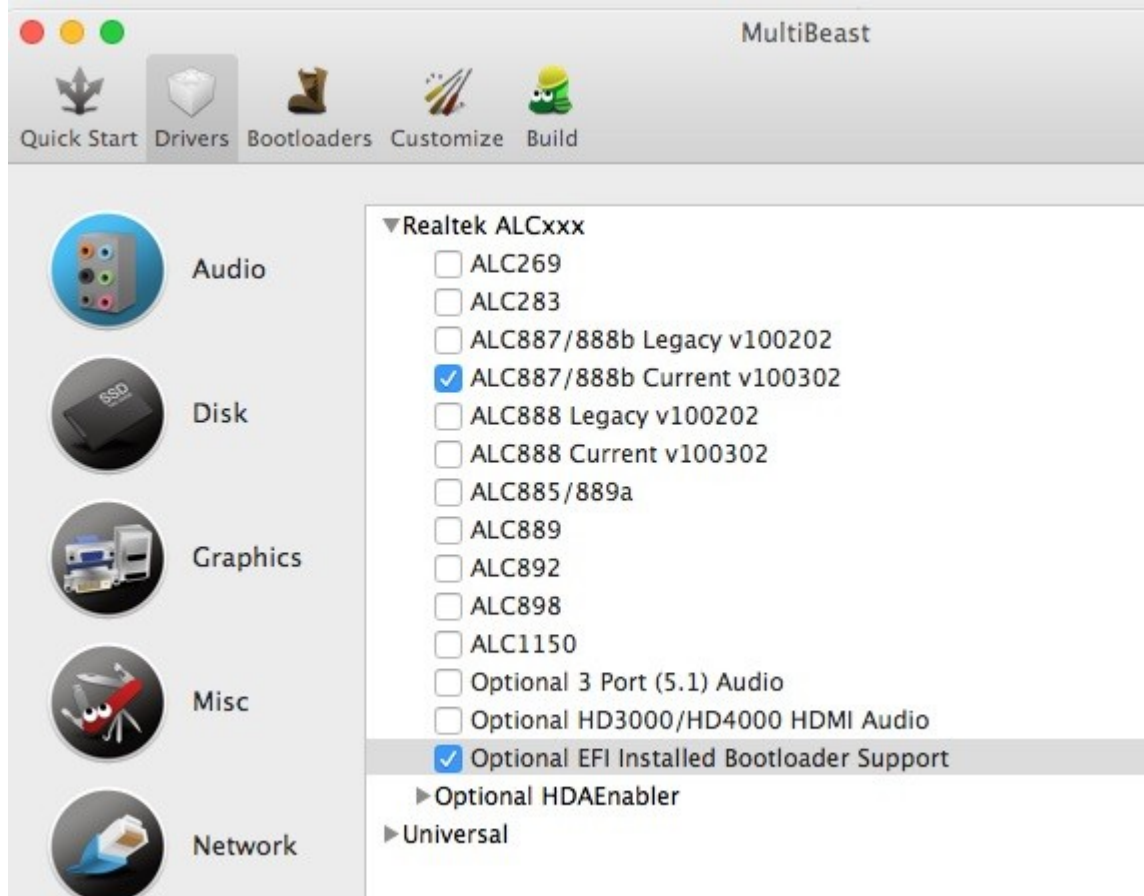 MultiBeast
Quick Start Drivers Bootloaders Customize Build
Audio
Disk
Graphics
Misc
Network
Realtek ALCxxx
ALC269
ALC283
ALC887/888b Legacy v100202
ALC887/888b Current v100302
ALC888 Legacy v100202
ALC888 Current v100302
ALC885/889a
ALC889
ALC892
ALC898
ALC1150
Optional 3 Port (5.1) Audio
Optional HD3000/HD4000 HDMI Audio
Optional EFI Installed Bootloader Support
Optional HDAEnabler
Universal
SSD